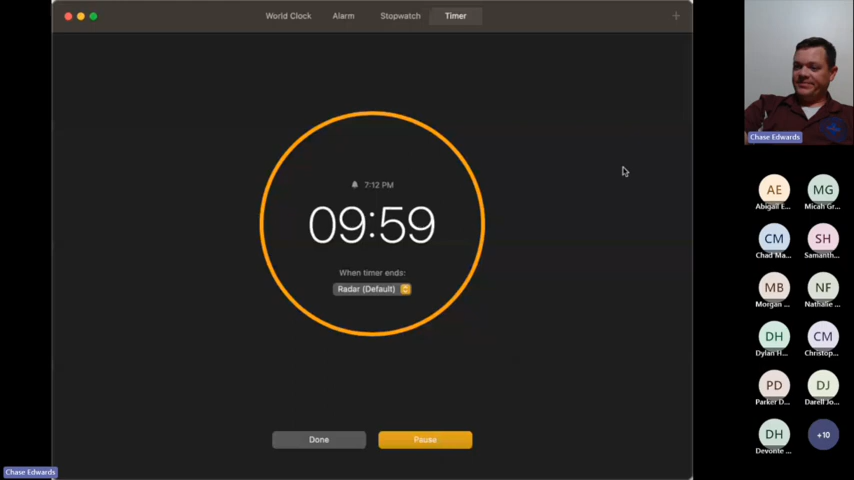 World Clock
Alarm
Stopwatch
Timer
7:12 PM
09:59
When timer ends:
Radar (Default)
Done
Pause
Chase Edwards
Chase Edwards
AE
Abigail E...
MG
Micah Gr...
CM
Chad Ma...
SH
Samanth...
MB
Morgan ...
NF
Nathalie ...
DH
Dylan H...
CM
Christop...
PD
Parker D...
DJ
Darell Jo...
DH
Devonte ...
+10